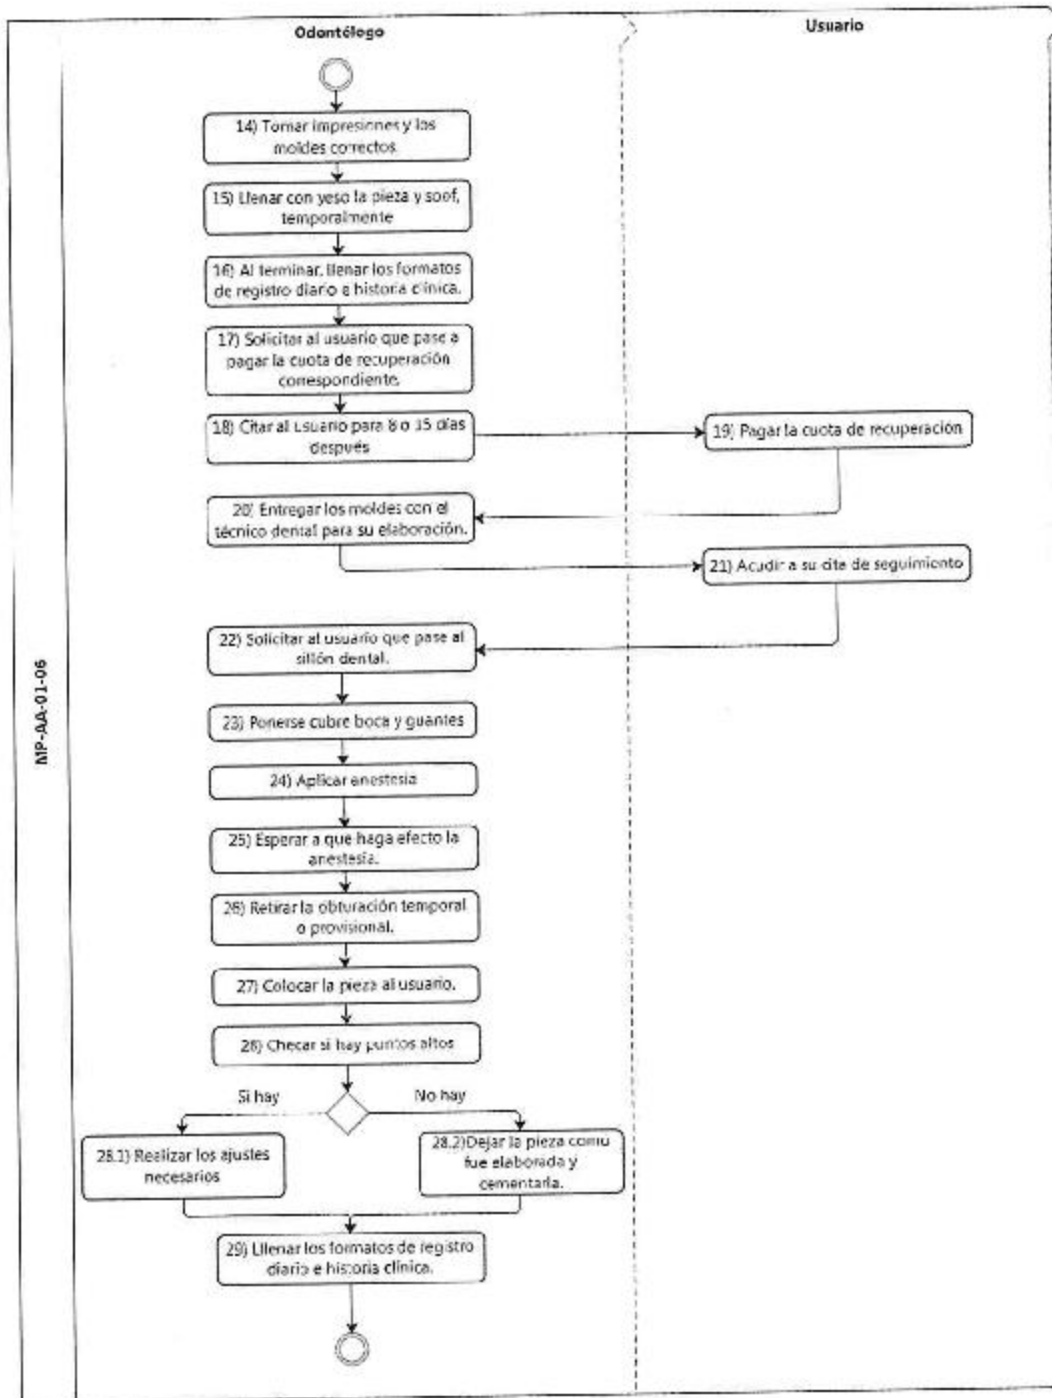 Odontólogo
Usuario
MP-AA-01-06
14) Tomar impresiones y los
moldes correctos
15) Llenar con yeso la pieza y soof,
temporalmente
16) Al terminar, llenar los formatos
de registro diario e historia clínica.
17) Solicitar al usuario que pase a
pagar la cuota de recuperación
correspondiente.
18) Citar al usuario para 8 o 15 días
después
19) Pagar la cuota de recuperación
20) Entregar los moldes con el
técnico dental para su elaboración.
21) Acudir a su cita de seguimiento
22) Solicitar al usuario que pase al
sillón dental.
23) Ponerse cubre boca y guantes
24) Aplicar anestesia
25) Esperar a que haga efecto la
anestesia.
26) Retirar la obturación temporal
o provisional.
27) Colocar la pieza al usuario.
28) Checar si hay puntos altos
Si hay
No hay
28.1) Realizar los ajustes
necesarios
28.2)Dejar la pieza como
fue elaborada y
cementarla.
29) Lllenar los formatos de registro
diario e historia clínica.